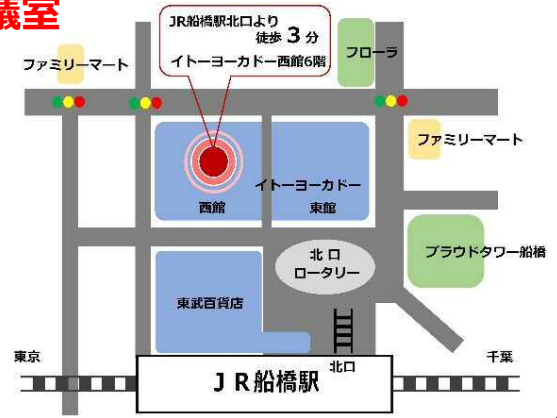 議室
JR船橋駅北口より
徒歩 3 分
イトーヨーカドー西館6階
フローラ
ファミリーマート
ファミリーマート
イトーヨーカドー
西館
東館
北口
ロータリー
プラウドタワー船橋
東武百貨店
北口
東京
千葉
JR船橋駅